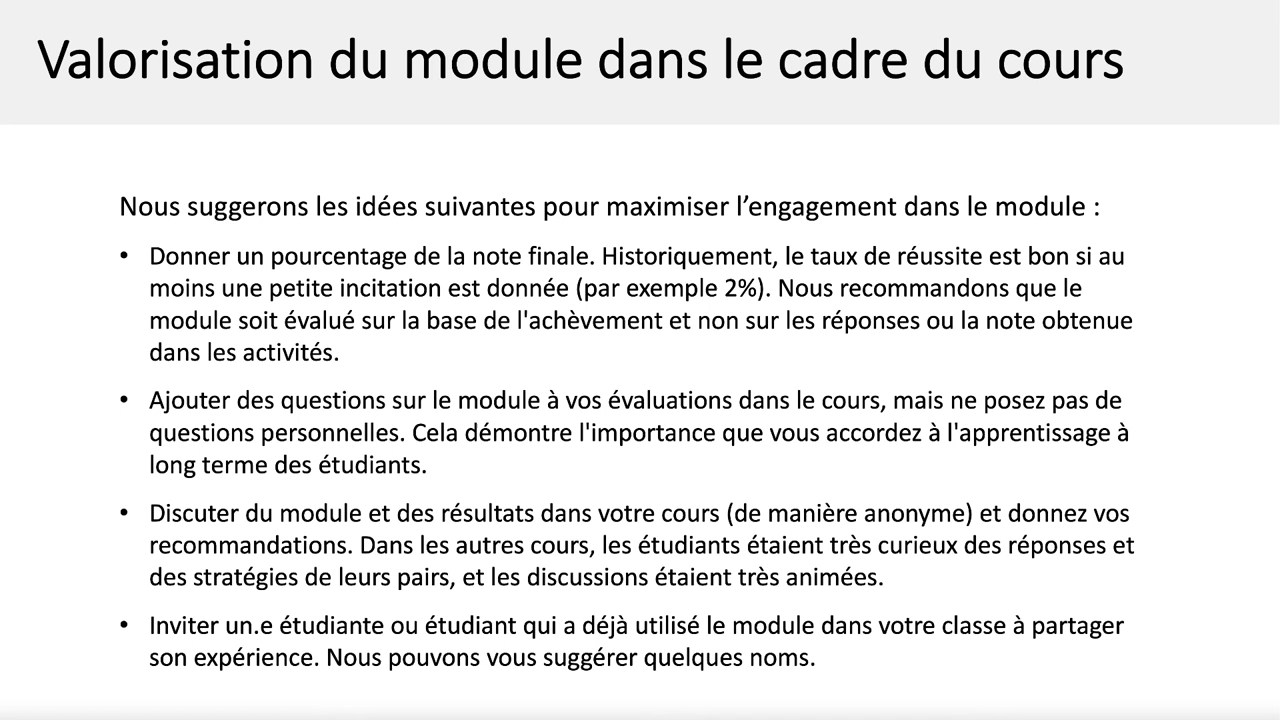 Valorisation du module dans le cadre du cours
Nous suggerons les idées suivantes pour maximiser l’engagement dans le module :
• Donner un pourcentage de la note finale. Historiquement, le taux de réussite est bon si au
moins une petite incitation est donnée (par exemple 2%). Nous recommandons que le
module soit évalué sur la base de l'achèvement et non sur les réponses ou la note obtenue
dans les activités.
• Ajouter des questions sur le module à vos évaluations dans le cours, mais ne posez pas de
questions personnelles. Cela démontre l'importance que vous accordez à l'apprentissage à
long terme des étudiants.
• Discuter du module et des résultats dans votre cours (de manière anonyme) et donnez vos
recommandations. Dans les autres cours, les étudiants étaient très curieux des réponses et
des stratégies de leurs pairs, et les discussions étaient très animées.
• Inviter un.e étudiante ou étudiant qui a déjà utilisé le module dans votre classe à partager
son expérience. Nous pouvons vous suggérer quelques noms.